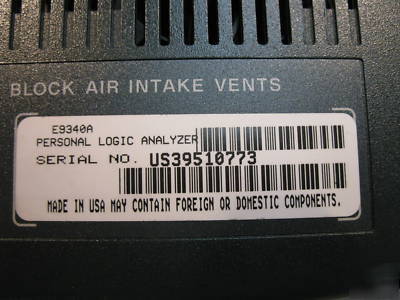 BLOCK AIR INTAKE VENTS
E9340A
PERSONAL LOGIC ANALYZER
SERIAL NO. US39510773
MADE IN USA MAY CONTAIN FOREIGN OR DOMESTIC COMPONENTS.